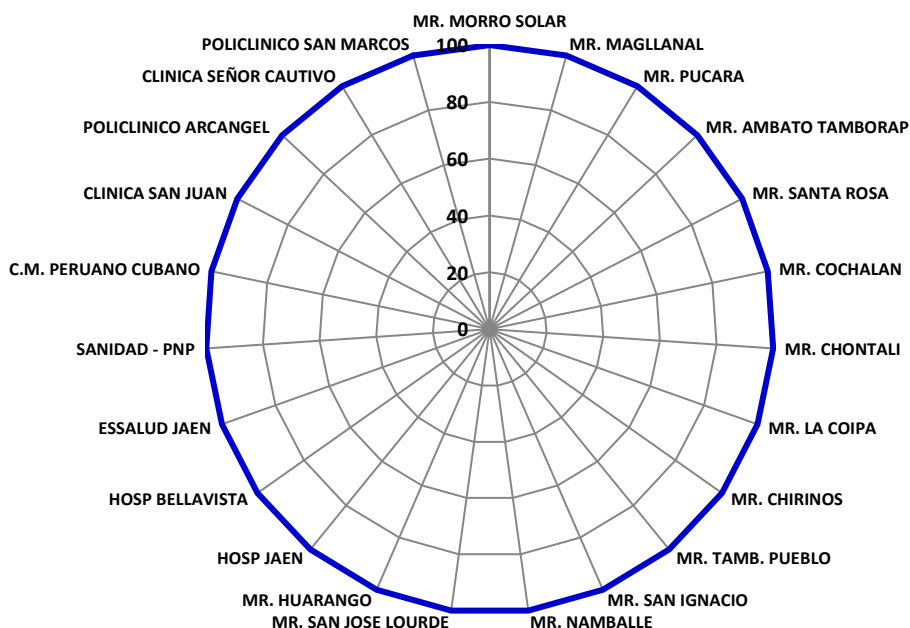 MR. MORRO SOLAR
POLICLINICO SAN MARCOS
100
MR. MAGLLANAL
CLINICA SEÑOR CAUTIVO
MR. PUCARA
80
POLICLINICO ARCANGEL
MR. AMBATO TAMBORAP
60
CLINICA SAN JUAN
MR. SANTA ROSA
40
C.M. PERUANO CUBANO
MR. COCHALAN
20
0
SANIDAD - PNP
MR. CHONTALI
ESSALUD JAEN
MR. LA COIPA
HOSP BELLAVISTA
MR. CHIRINOS
HOSP JAEN
MR. TAMB. PUEBLO
MR. HUARANGO
MR. SAN IGNACIO
MR. SAN JOSE LOURDE
MR. NAMBALLE